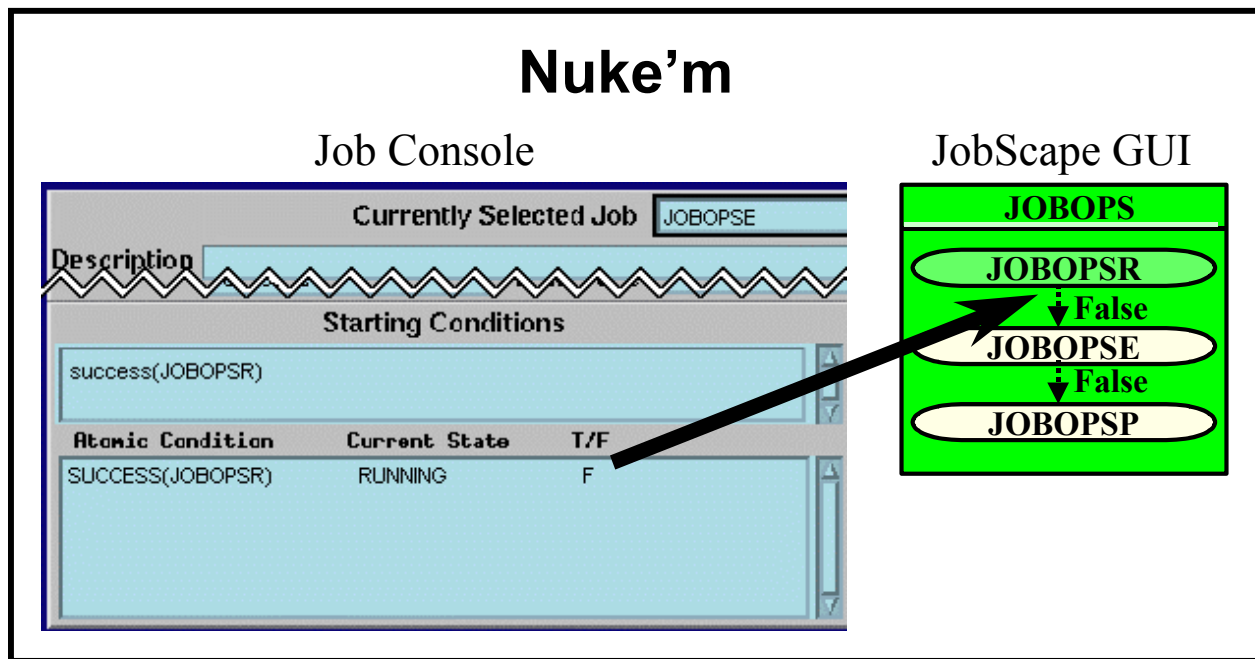 Nuke’m
Job Console
JobScape GUI
Currently Selected Job JOBOPSE
Description
Starting Conditions
success(JOBOPSR)
Atomic Condition Current State T/F
SUCCESS(JOBOPSR) RUNNING F
JOBOPS
JOBOPSR
False
JOBOPSE
False
JOBOPSP